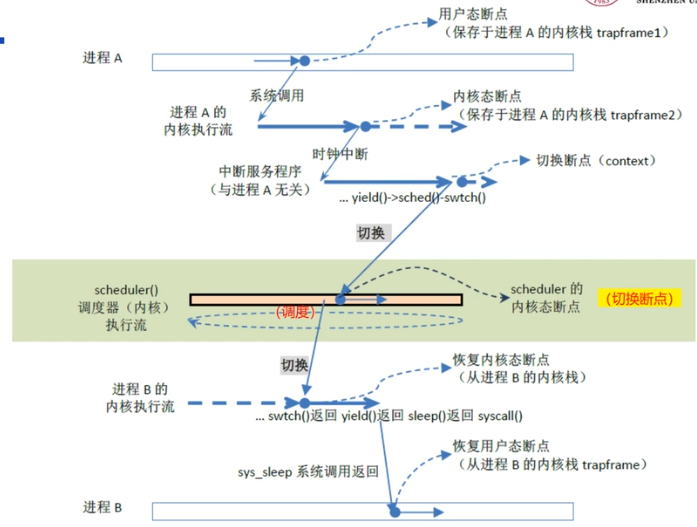 1983
SHENZHEN U
用户态断点
(保存于进程 A 的内核栈 trapframe1)
进程 A
系统调用
内核态断点
(保存于进程 A 的内核栈 trapframe2)
进程 A 的
内核执行流
时钟中断
中断服务程序
(与进程 A 无关)
切换断点(context)
... yield()->sched()-swtch()
切换
scheduler()
调度器(内核)
执行流
(调度)
scheduler 的
内核态断点
(切换断点)
切换
恢复内核态断点
(从进程 B 的内核栈)
进程 B 的
内核执行流
... swtch()返回 yield()返回 sleep()返回 syscall()
恢复用户态断点
(从进程 B 的内核栈 trapframe)
sys_sleep 系统调用返回
进程 B